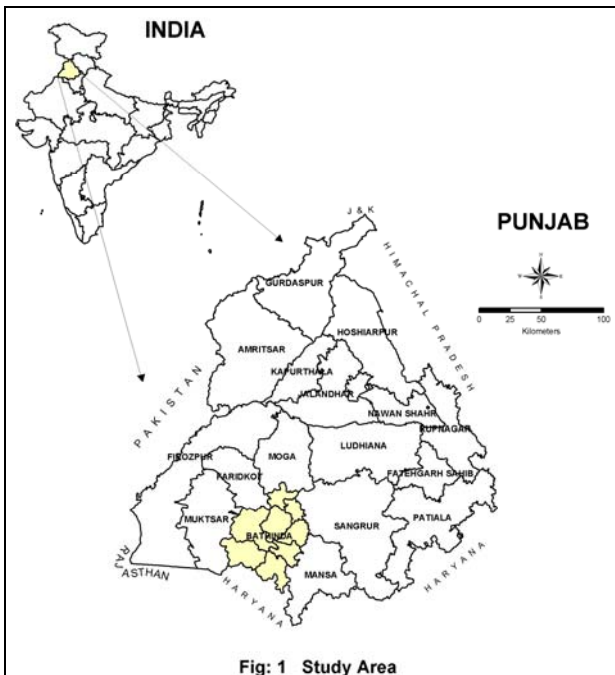 INDIA
PUNJAB
J & K
HIMACHAL PRADESH
GURDASPUR
HOSHIARPUR
AMRITSAR
KAPURTHALA
JALANDHAR
PAKISTAN
NAWAN SHAHR
RUPNAGAR
0 25 50 100
Kilometers
FIROZPUR
MOGA
LUDHIANA
FARIDKOT
FATEHGARH SAHIB
MUKTSAR
BATHINDA
SANGRUR
PATIALA
RAJASTHAN
HARYANA
MANSA
HARYANA
Fig: 1 Study Area